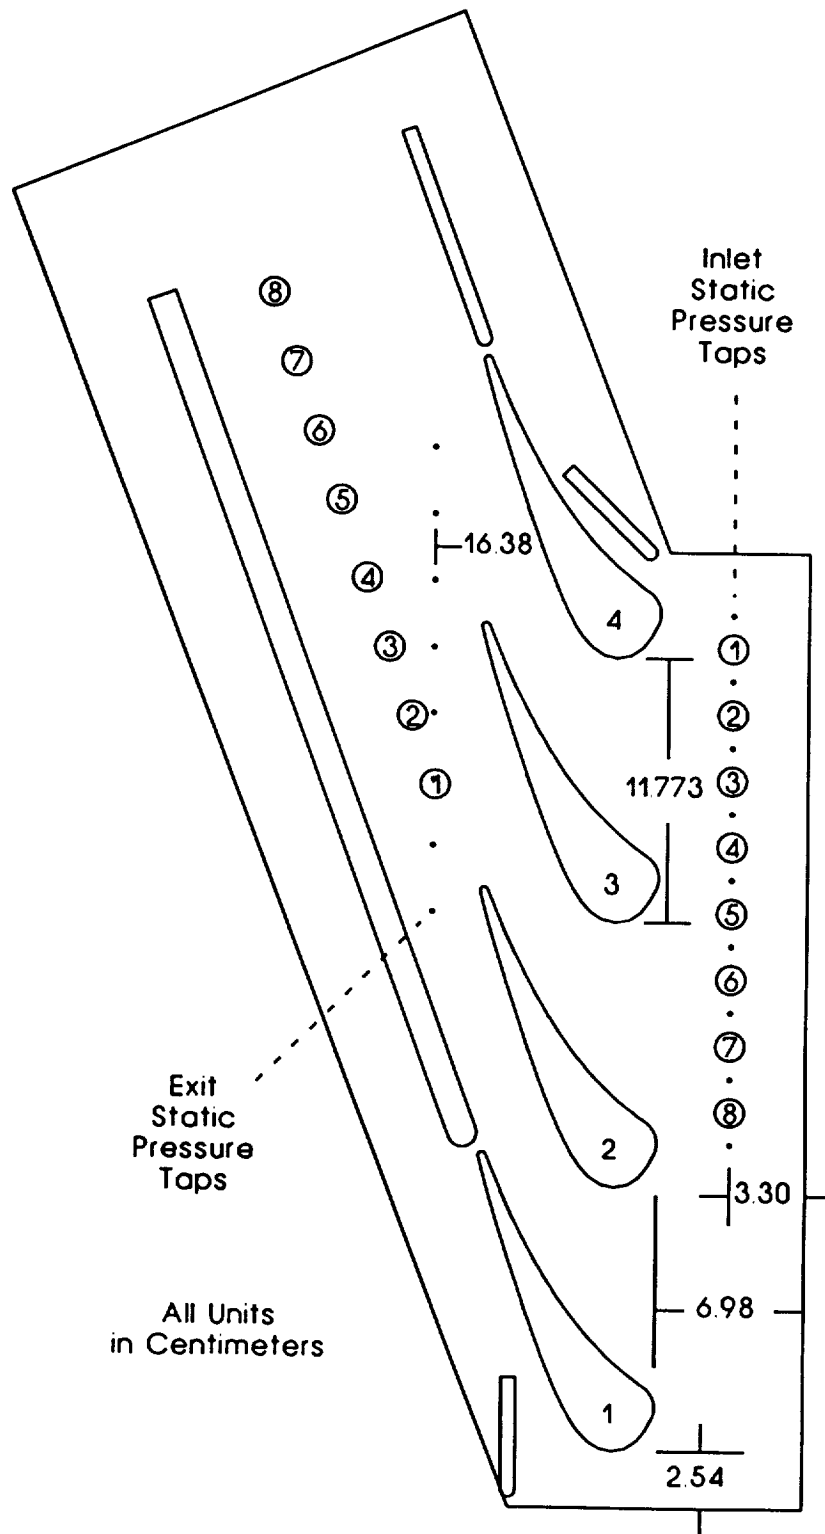 Inlet
Static
Pressure
Taps
8
7
6
5
4
3
2
1
16.38
4
3
2
1
1
2
3
4
5
6
7
8
11.773
3.30
6.98
2.54
Exit
Static
Pressure
Taps
All Units
in Centimeters